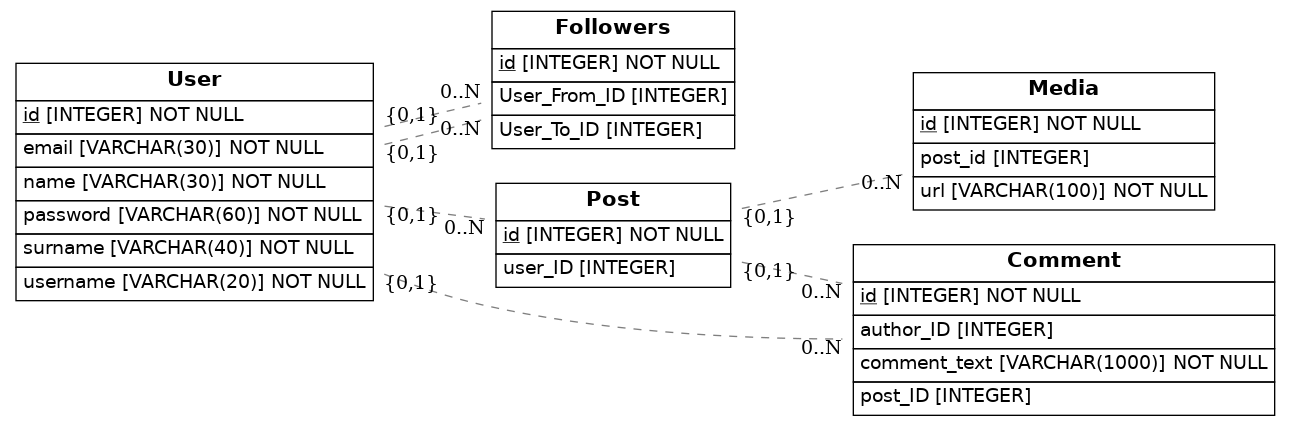 User
id [INTEGER] NOT NULL
email [VARCHAR(30)] NOT NULL
name [VARCHAR(30)] NOT NULL
password [VARCHAR(60)] NOT NULL
surname [VARCHAR(40)] NOT NULL
username [VARCHAR(20)] NOT NULL
Followers
id [INTEGER] NOT NULL
User_From_ID [INTEGER]
User_To_ID [INTEGER]
0..N
{0,1}
0..N
{0,1}
Post
id [INTEGER] NOT NULL
user_ID [INTEGER]
{0,1}
0..N
Media
id [INTEGER] NOT NULL
post_id [INTEGER]
url [VARCHAR(100)] NOT NULL
0..N
{0,1}
Comment
id [INTEGER] NOT NULL
author_ID [INTEGER]
comment_text [VARCHAR(1000)] NOT NULL
post_ID [INTEGER]
{0,1}
0..N
{0,1}
0..N